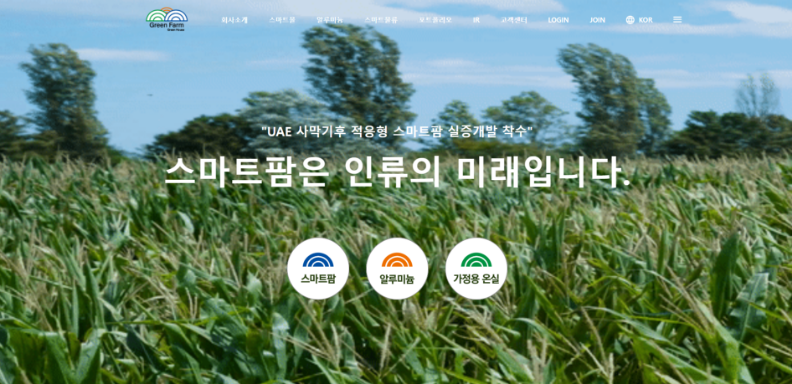 Green Farm
회사소개 스마트팜 알루미늄 스마트물류 포트폴리오 IR 고객센터 LOGIN JOIN KOR
"UAE 사막기후 적응형 스마트팜 실증개발 착수"
스마트팜은 인류의 미래입니다.
스마트팜 알루미늄 가정용 온실